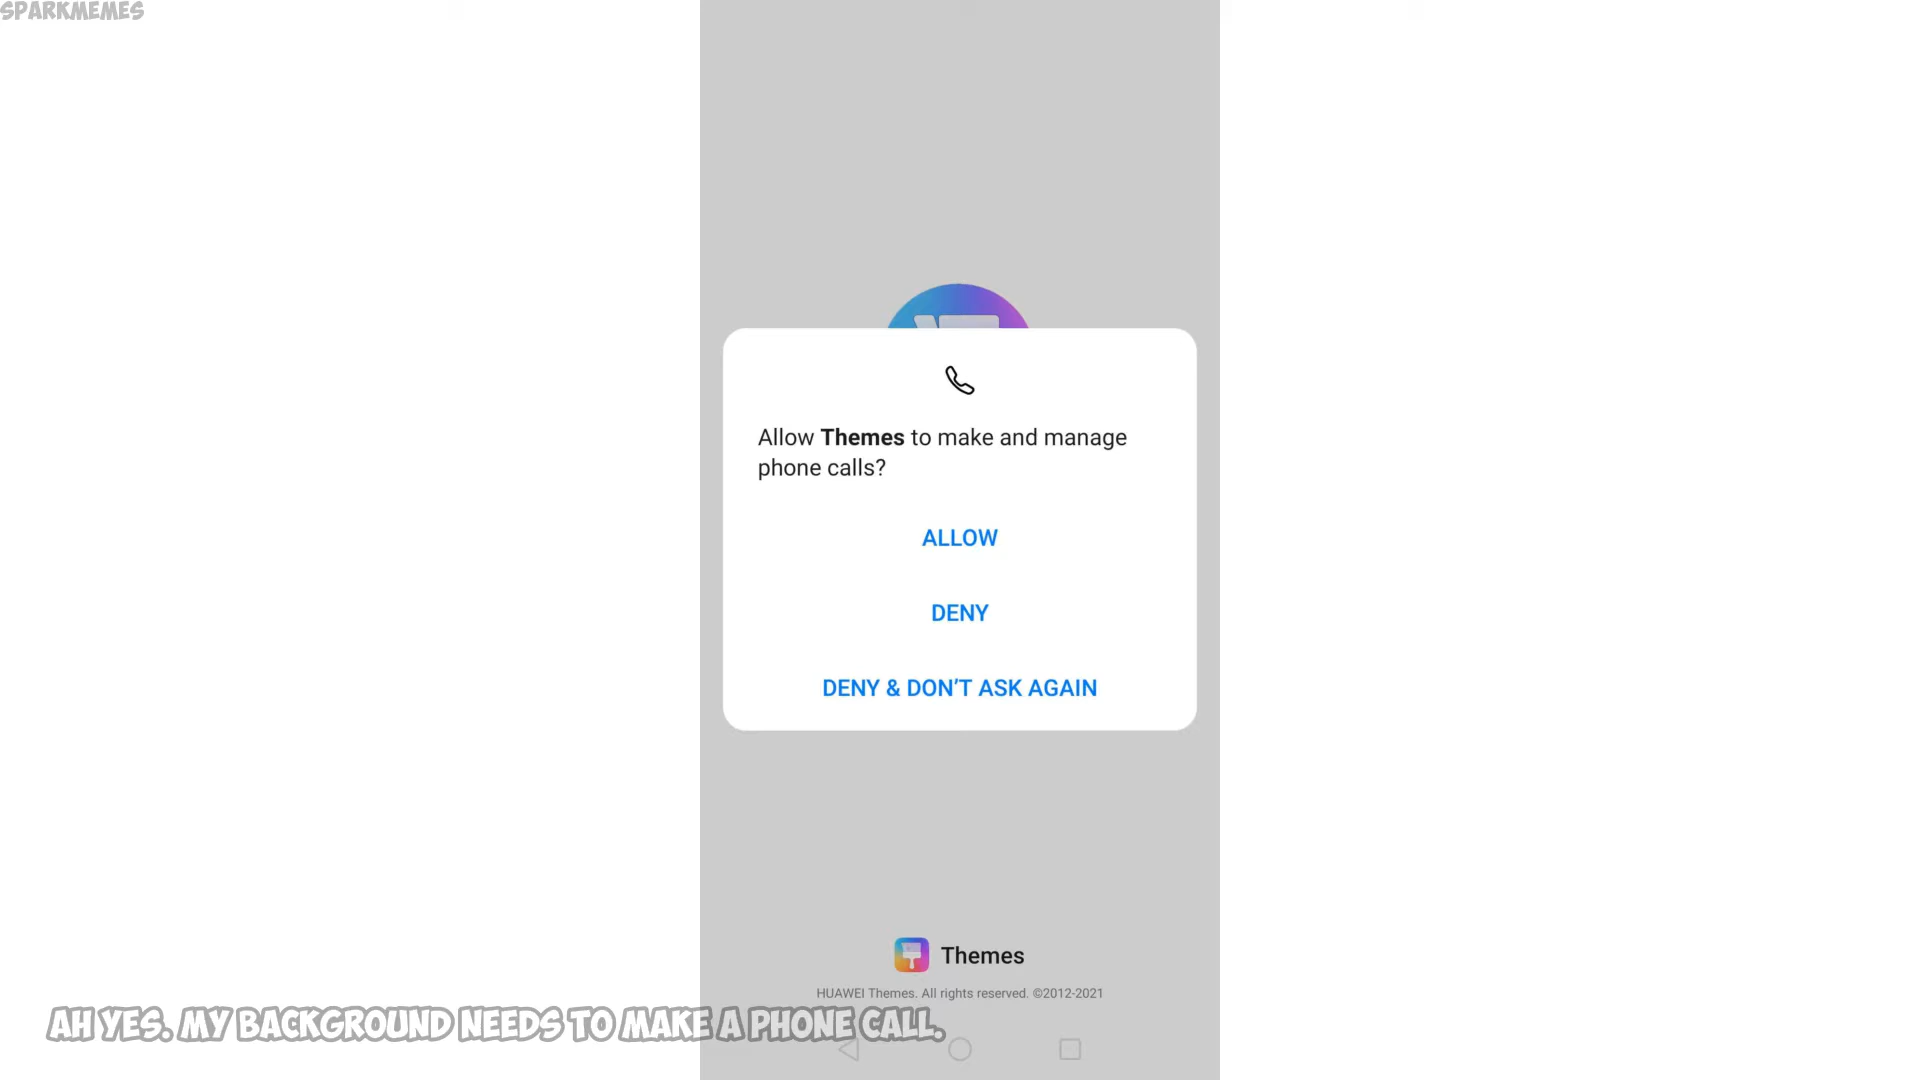 SPARKMEMES
Allow Themes to make and manage
phone calls?
ALLOW
DENY
DENY & DON’T ASK AGAIN
Themes
HUAWEI Themes. All rights reserved. ©2012-2021
AH YES. MY BACKGROUND NEEDS TO MAKE A PHONE CALL.